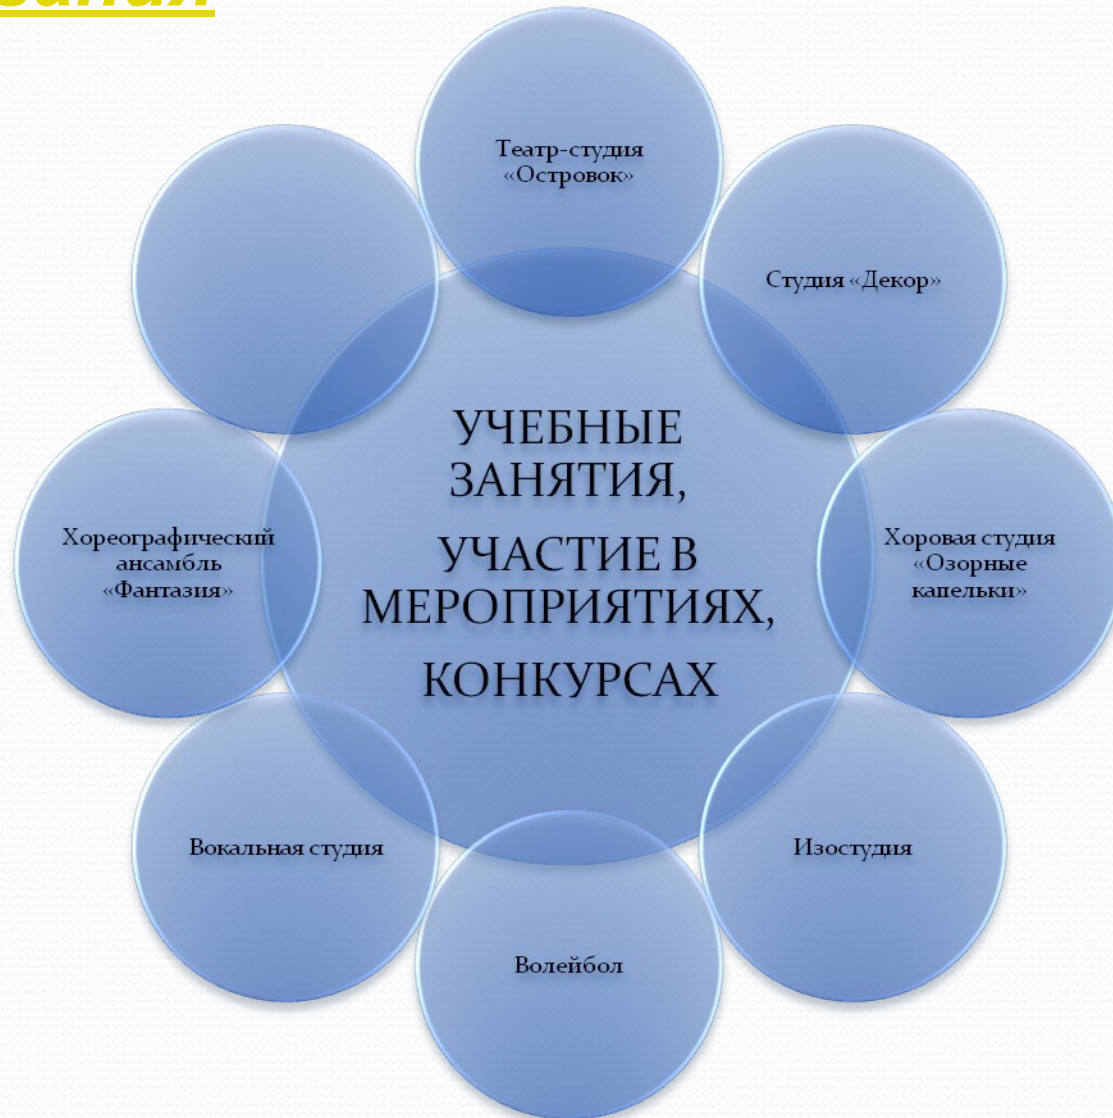 Театр-студия
«Островок»
Студия «Декор»
УЧЕБНЫЕ
ЗАНЯТИЯ,
УЧАСТИЕ В
МЕРОПРИЯТИЯХ,
КОНКУРСАХ
Хореографический
ансамбль
«Фантазия»
Хоровая студия
«Озорные
капельки»
Вокальная студия
Изостудия
Волейбол